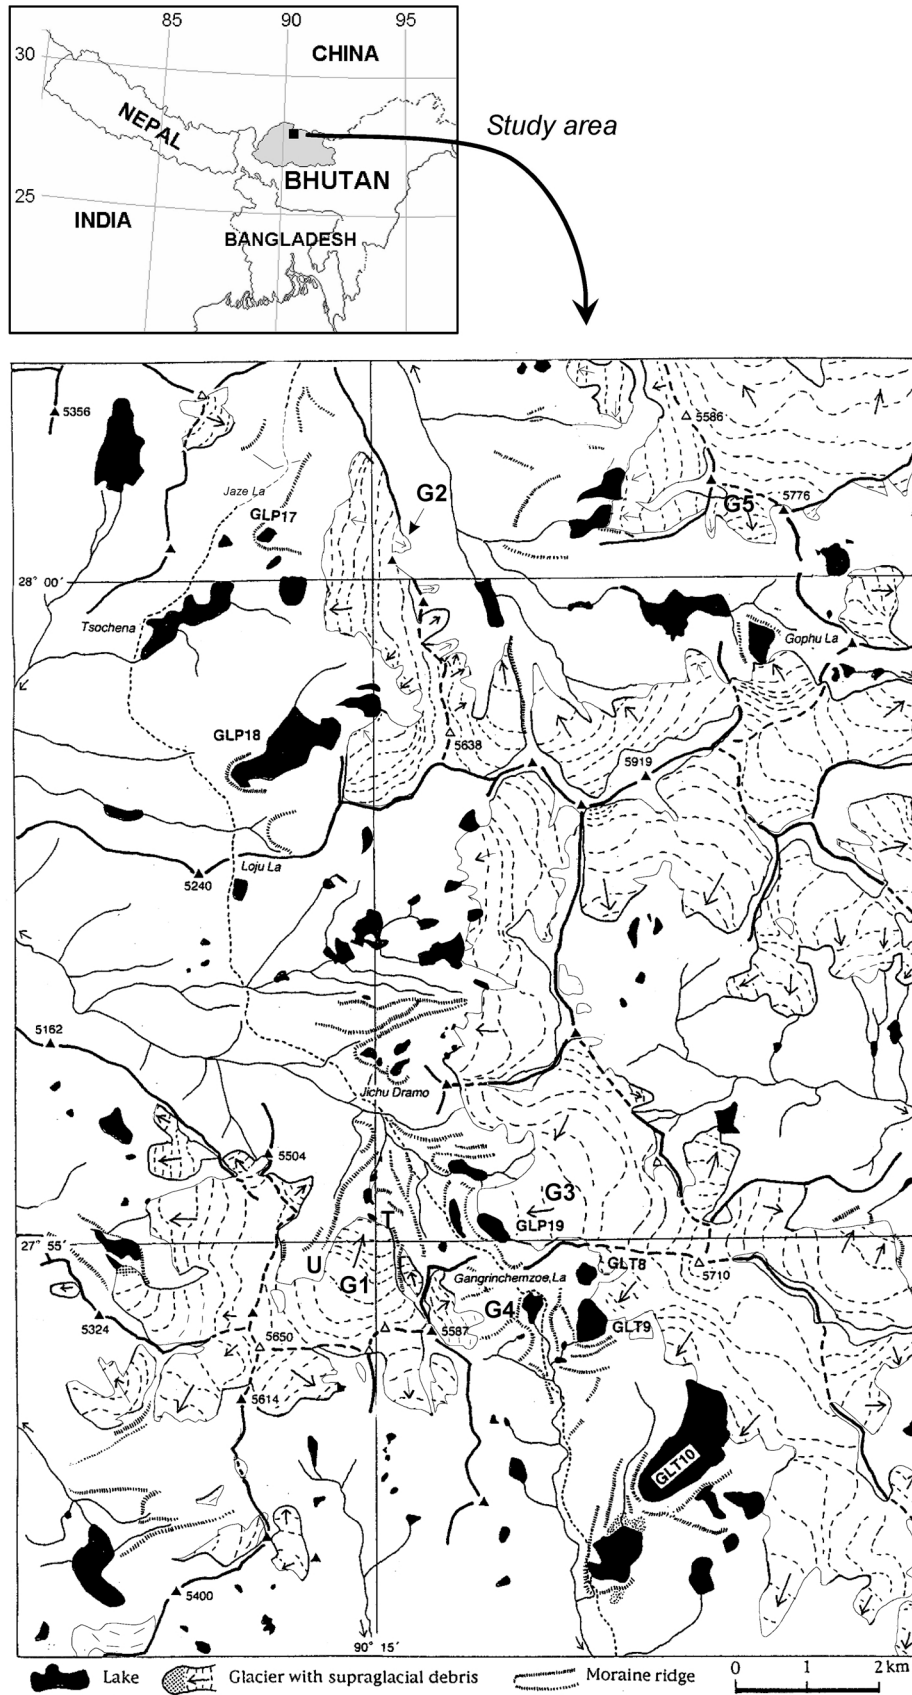 85
90
95
30
CHINA
NEPAL
Study area
BHUTAN
25
INDIA
BANGLADESH
5356
5586
Jaze La
G2
5776
G5
GLP17
28° 00´
Tsochena
Gophu La
GLP18
5638
5919
Loju La
5240
5162
Jichu Dramo
5504
G3
T
GLP19
27° 55´
U
G1
GLT8
5710
Gangrinchemzoe La
G4
5324
GLT9
5650
5587
5614
GLT10
5400
90° 15´
Lake
Glacier with supraglacial debris
Moraine ridge
0 1 2 km